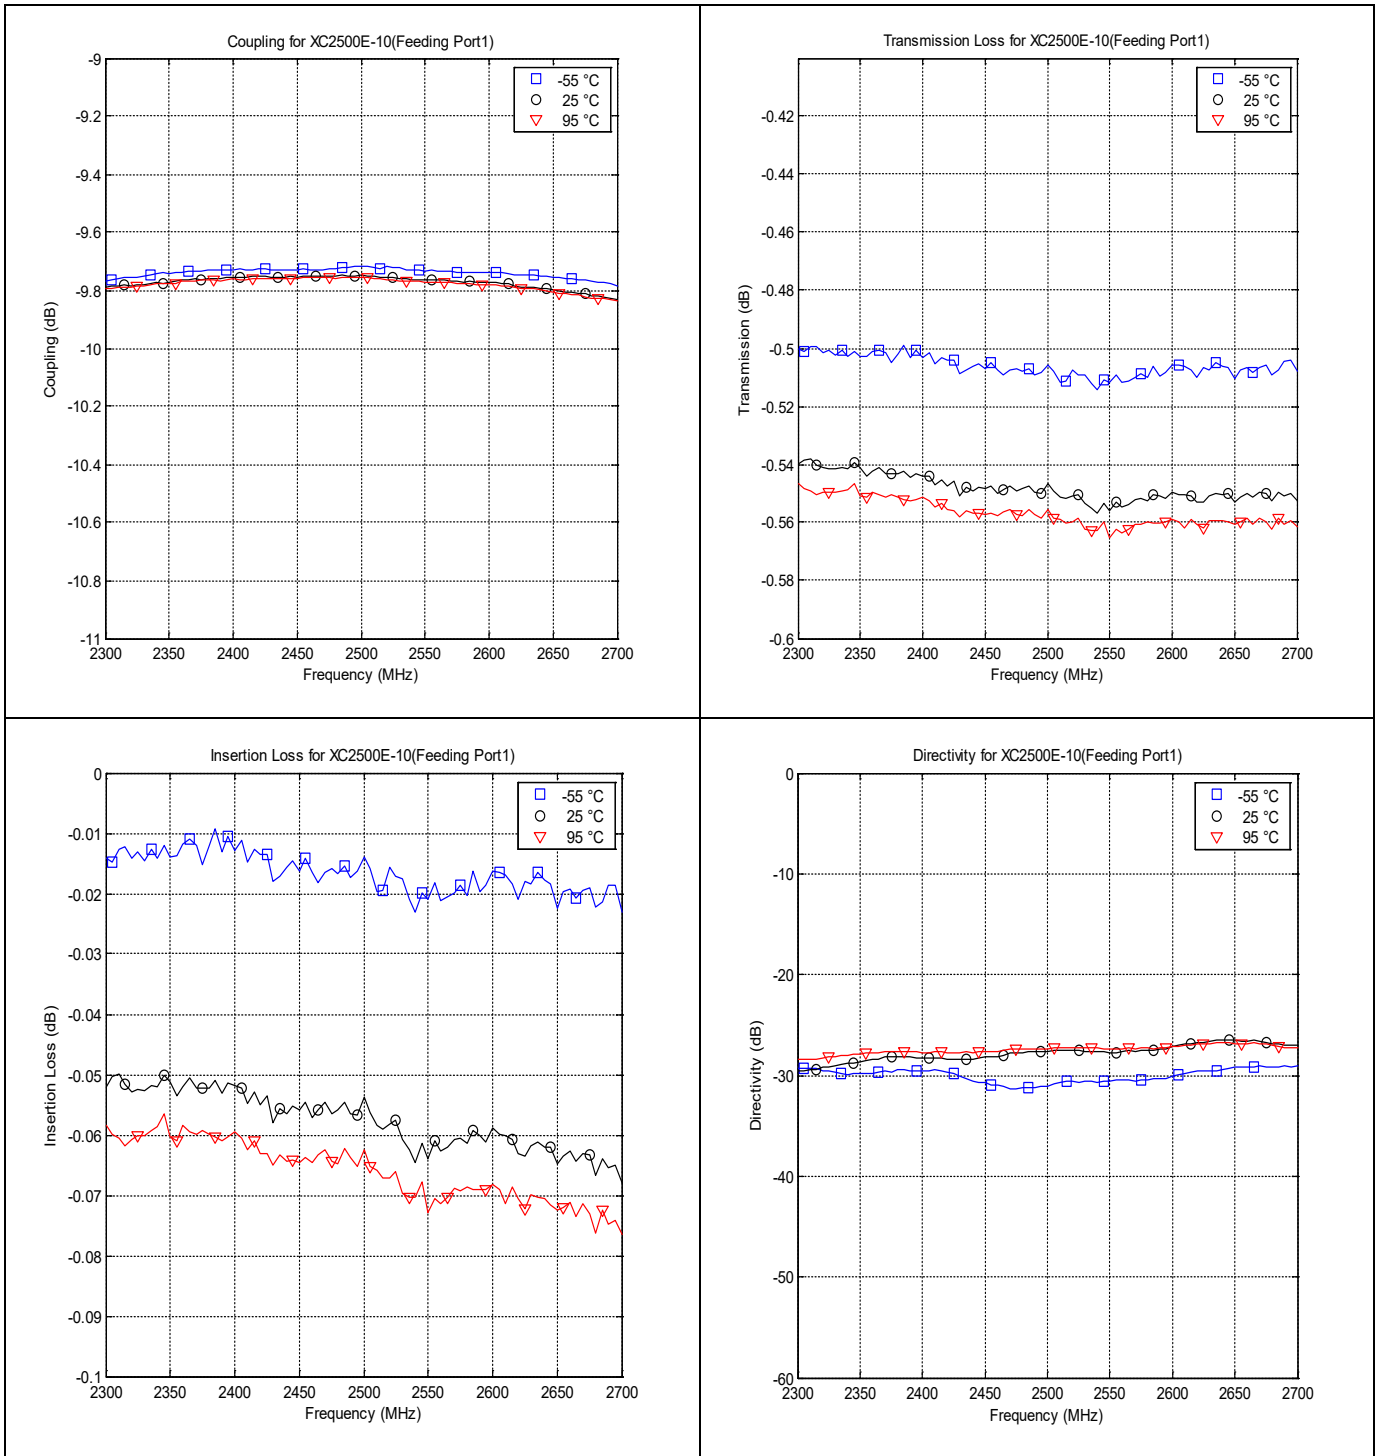 Coupling for XC2500E-10(Feeding Port1)
-9
-9.2
-9.4
-9.6
-9.8
-10
-10.2
-10.4
-10.6
-10.8
-11
Coupling (dB)
-55 °C
25 °C
95 °C
2300 2350 2400 2450 2500 2550 2600 2650 2700
Frequency (MHz)
Transmission Loss for XC2500E-10(Feeding Port1)
-0.42
-0.44
-0.46
-0.48
-0.5
-0.52
-0.54
-0.56
-0.58
-0.6
Transmission (dB)
-55 °C
25 °C
95 °C
2300 2350 2400 2450 2500 2550 2600 2650 2700
Frequency (MHz)
Insertion Loss for XC2500E-10(Feeding Port1)
0
-0.01
-0.02
-0.03
-0.04
-0.05
-0.06
-0.07
-0.08
-0.09
-0.1
Insertion Loss (dB)
-55 °C
25 °C
95 °C
2300 2350 2400 2450 2500 2550 2600 2650 2700
Frequency (MHz)
Directivity for XC2500E-10(Feeding Port1)
0
-10
-20
-30
-40
-50
-60
Directivity (dB)
-55 °C
25 °C
95 °C
2300 2350 2400 2450 2500 2550 2600 2650 2700
Frequency (MHz)